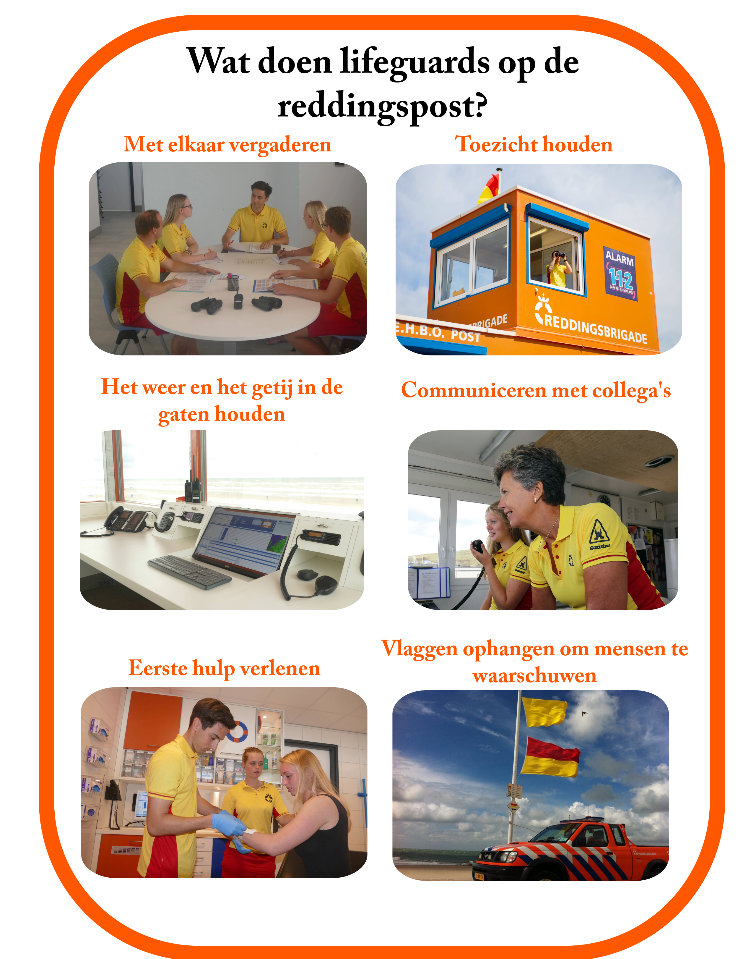 Wat doen lifeguards op de
reddingspost?
Met elkaar vergaderen
Toezicht houden
ALARM
112
REDDINGSBRIGADE
BRIGADE
E.H.B.O. POST
Het weer en het getij in de
gaten houden
Communiceren met collega's
Eerste hulp verlenen
Vlaggen ophangen om mensen te
waarschuwen